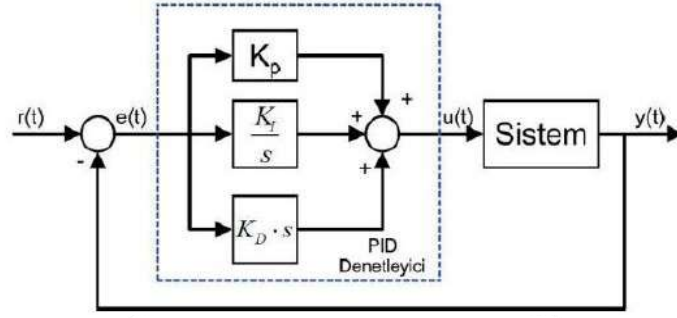 K_p
+
r(t)
e(t)
K_I
s
+
u(t)
Sistem
y(t)
-
+
K_D · s
PID
Denetleyici